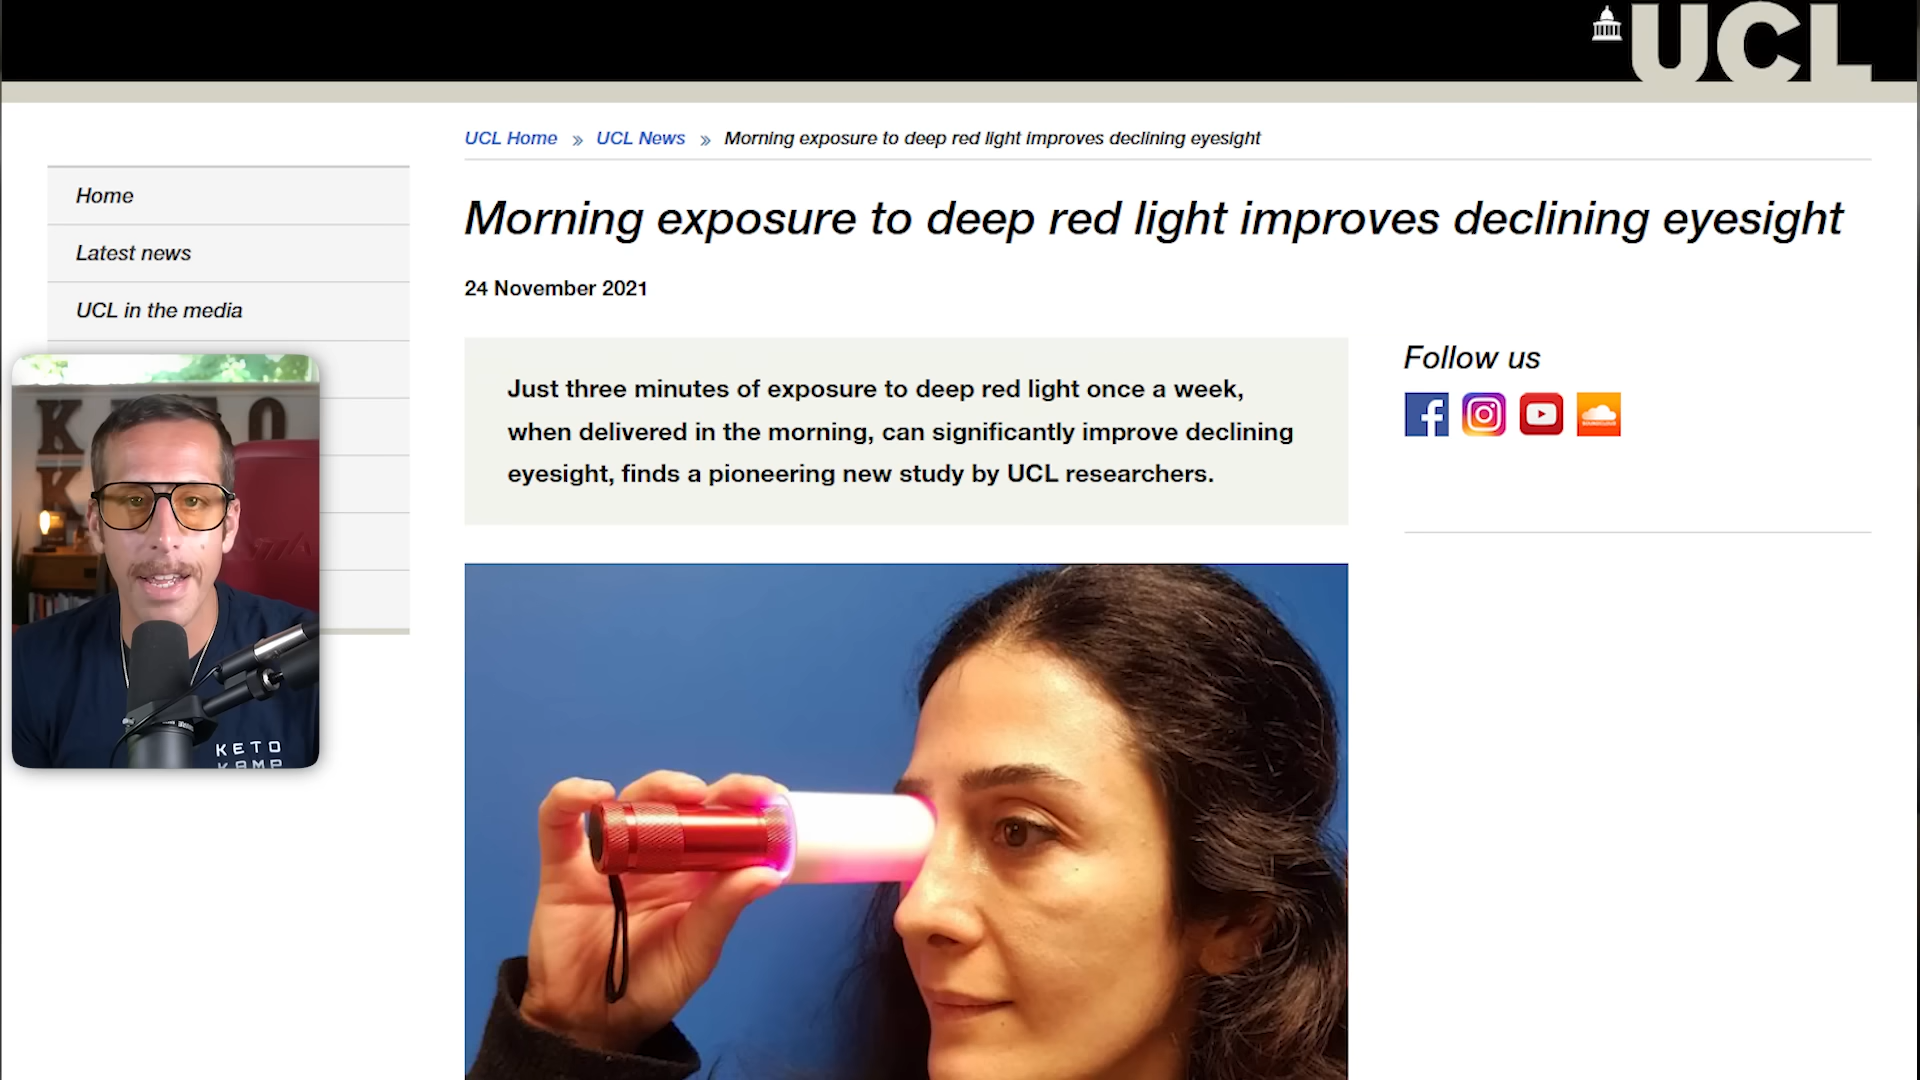 UCL
UCL Home » UCL News » Morning exposure to deep red light improves declining eyesight
Home
Latest news
UCL in the media
Morning exposure to deep red light improves declining eyesight
24 November 2021
Just three minutes of exposure to deep red light once a week,
when delivered in the morning, can significantly improve declining
eyesight, finds a pioneering new study by UCL researchers.
Follow us
SOUNDCLOUD
KETO
K
KETO
KAMP